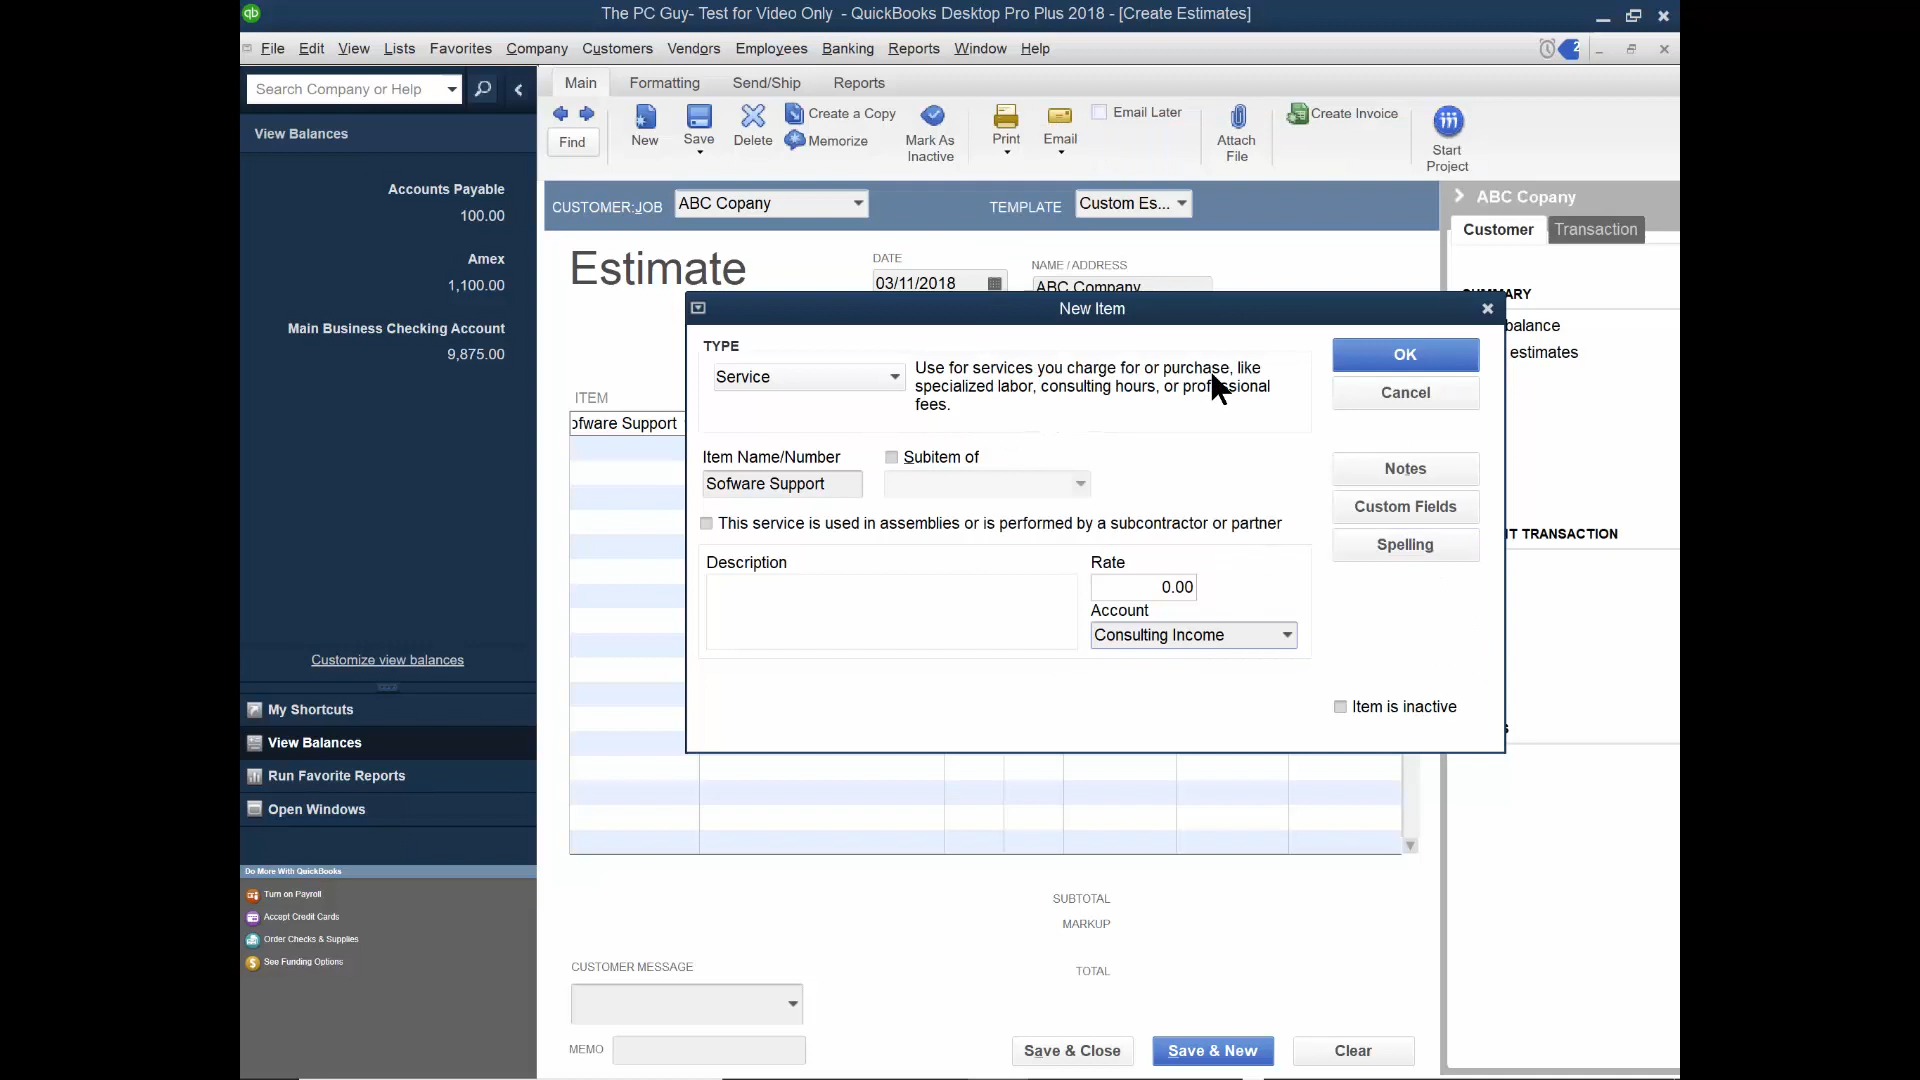 The PC Guy- Test for Video Only - QuickBooks Desktop Pro Plus 2018 - [Create Estimates]
File Edit View Lists Favorites Company Customers Vendors Employees Banking Reports Window Help
2
Search Company or Help
Main Formatting Send/Ship Reports
Find
New
Save
Delete
Create a Copy
Memorize
Mark As
Inactive
Print
Email
Email Later
Attach
File
Create Invoice
Start
Project
View Balances
Accounts Payable
100.00
Amex
1,100.00
Main Business Checking Account
9,875.00
Customize view balances
My Shortcuts
View Balances
Run Favorite Reports
Open Windows
Do More With QuickBooks
Turn on Payroll
Accept Credit Cards
Order Checks & Supplies
See Funding Options
CUSTOMER:JOB ABC Copany TEMPLATE Custom Es...
Estimate
DATE
03/11/2018
NAME / ADDRESS
ABC Company
ITEM
ofware Support
New Item
TYPE
Service
Use for services you charge for or purchase, like
specialized labor, consulting hours, or professional
fees.
OK
Cancel
Notes
Custom Fields
Spelling
Item Name/Number
Subitem of
Sofware Support
This service is used in assemblies or is performed by a subcontractor or partner
Description
Rate
0.00
Account
Consulting Income
Item is inactive
ABC Copany
Customer Transaction
balance
estimates
T TRANSACTION
SUBTOTAL
MARKUP
TOTAL
CUSTOMER MESSAGE
MEMO
Save & Close Save & New Clear